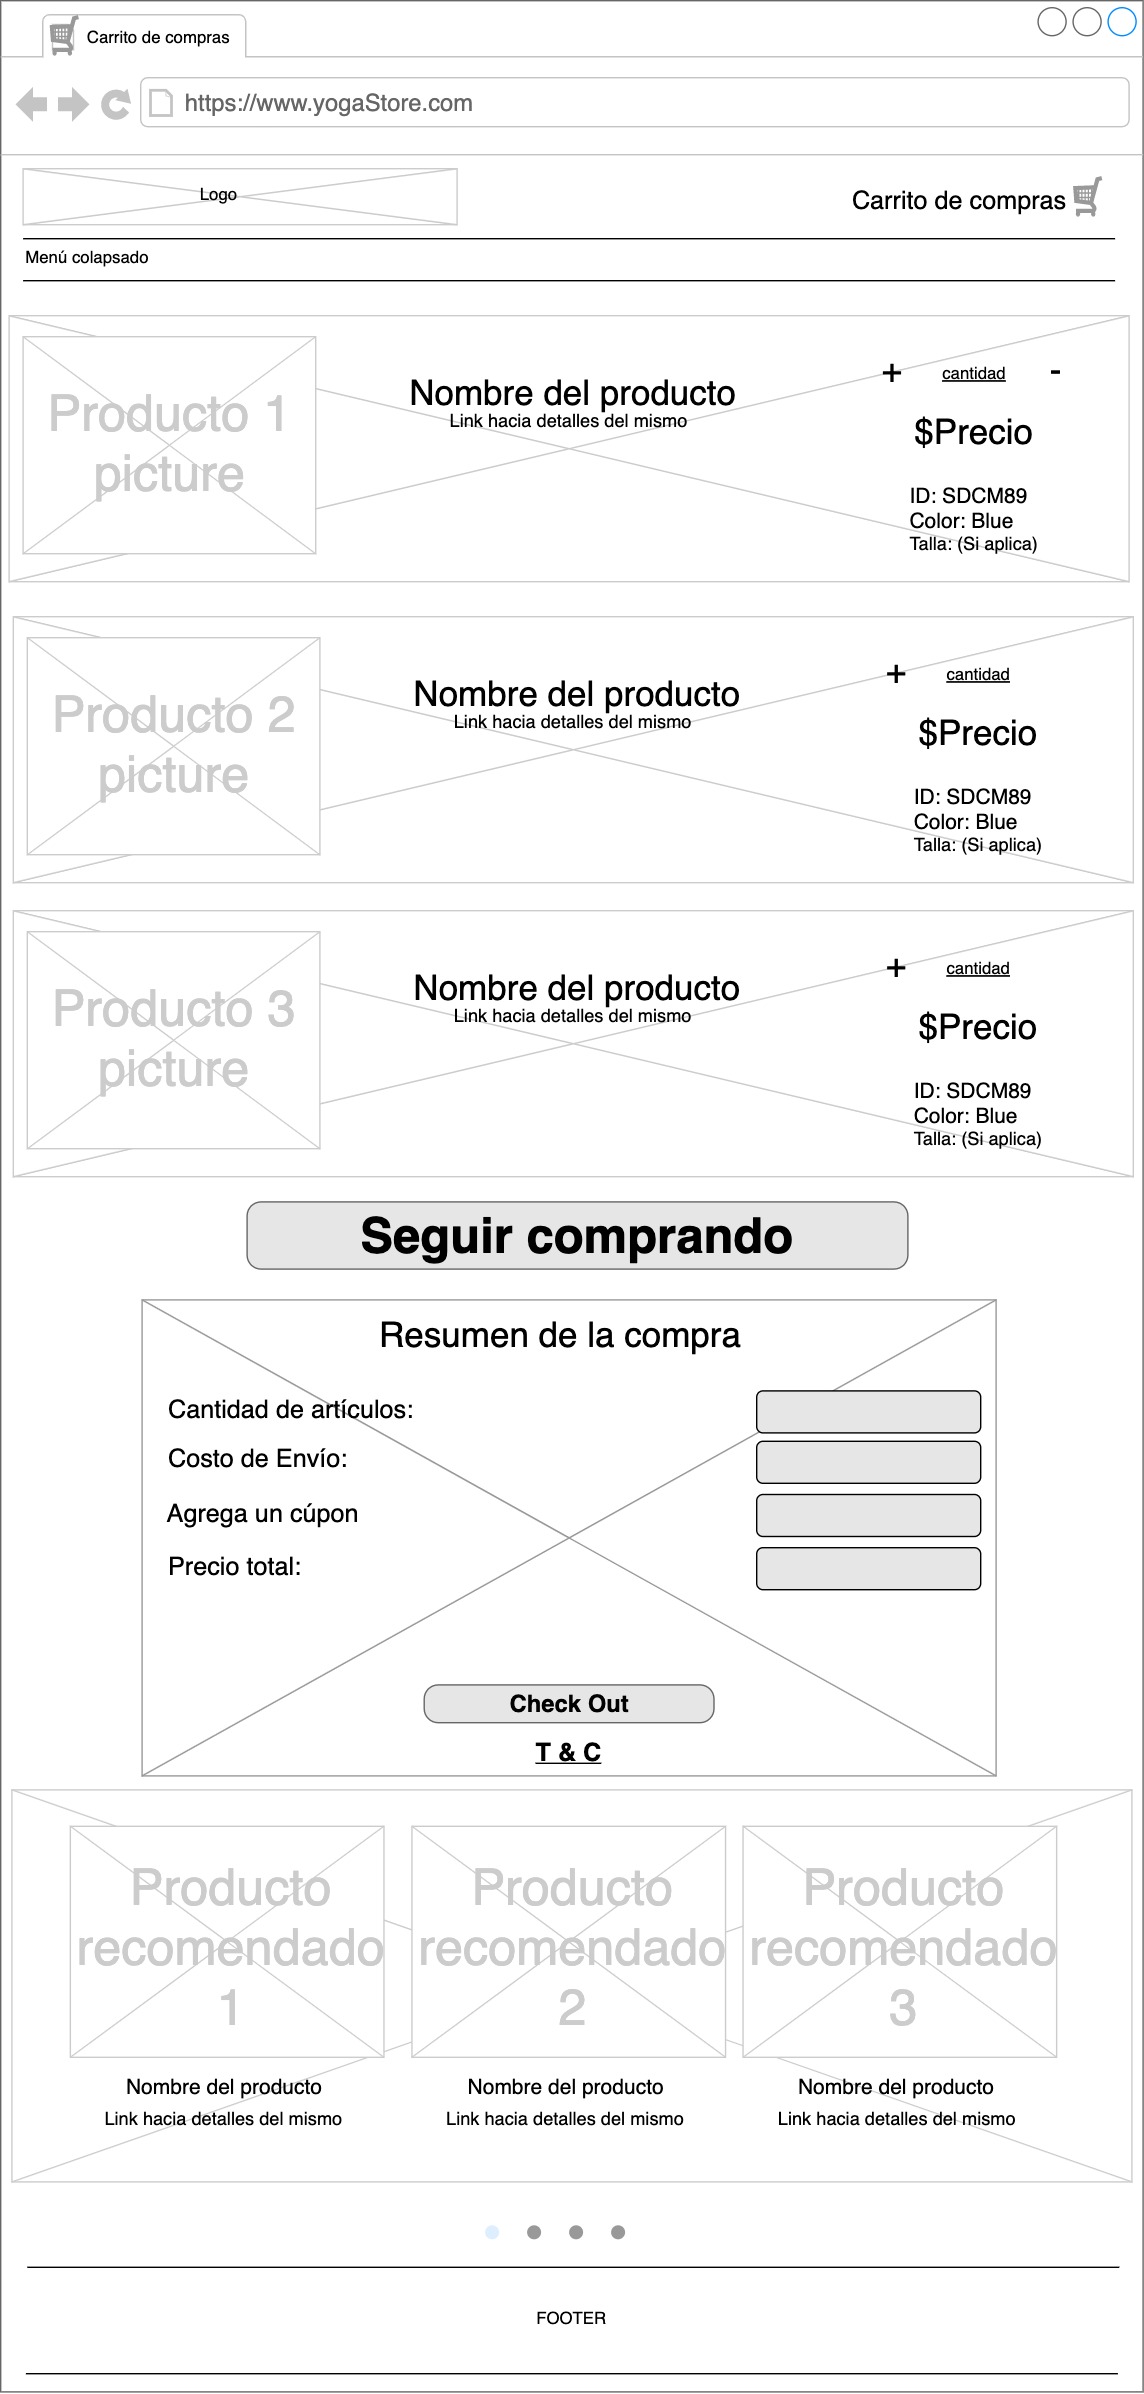 Carrito de compras
https://www.yogaStore.com
Logo
Carrito de compras
Menú colapsado
Producto 1
picture
Nombre del producto
Link hacia detalles del mismo
+ cantidad -
$Precio
ID: SDCM89
Color: Blue
Talla: (Si aplica)
Producto 2
picture
Nombre del producto
Link hacia detalles del mismo
+ cantidad
$Precio
ID: SDCM89
Color: Blue
Talla: (Si aplica)
Producto 3
picture
Nombre del producto
Link hacia detalles del mismo
+ cantidad
$Precio
ID: SDCM89
Color: Blue
Talla: (Si aplica)
Seguir comprando
Resumen de la compra
Cantidad de artículos:
Costo de Envío:
Agrega un cúpon
Precio total:
Check Out
T & C
Producto
recomendado
1
Producto
recomendado
2
Producto
recomendado
3
Nombre del producto
Link hacia detalles del mismo
Nombre del producto
Link hacia detalles del mismo
Nombre del producto
Link hacia detalles del mismo
FOOTER